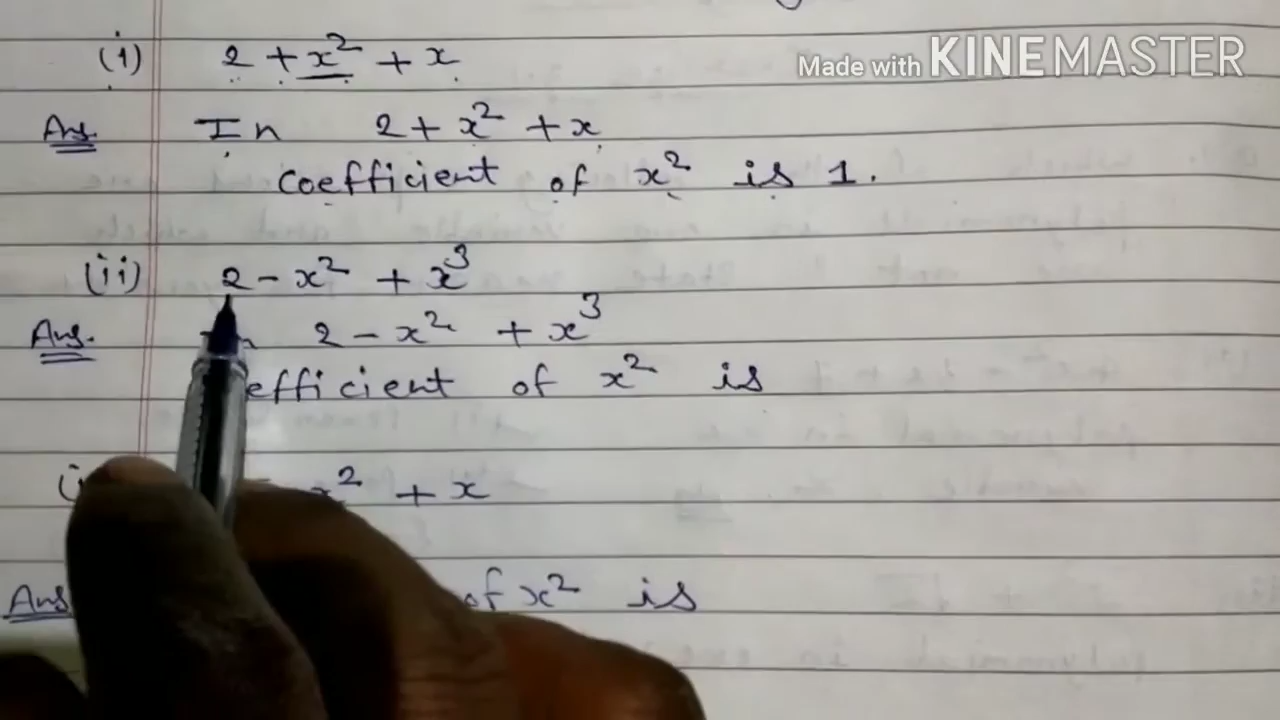 (i) 2 + x² + x
Made with KINEMASTER
Ans. In 2 + x² + x
Coefficient of x² is 1.
(ii) 2 - x² + x³
Ans. 2 - x² + x³
efficient of x² is
x² + x
Ans of x² is